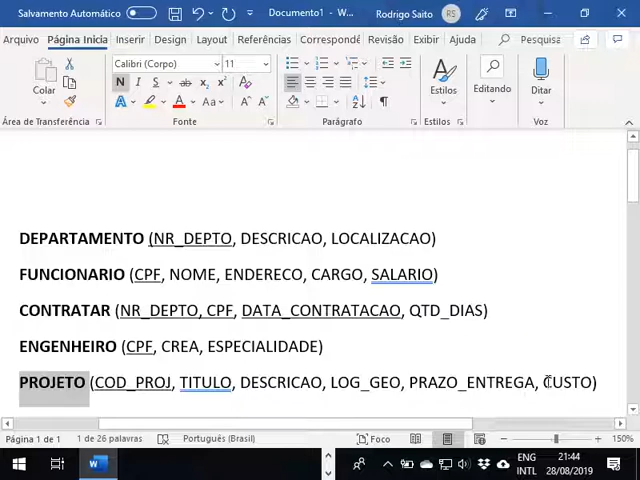 Salvamento Automático Documento1 - W... Rodrigo Saito RS
Arquivo Página Inicial Inserir Design Layout Referências Correspondê Revisão Exibir Ajuda Pesquisa
Colar Calibri (Corpo) 11 Estilos Editando Ditar
N I S ab x₂ x²
A A Aa A A
Área de Transferência Fonte Parágrafo Estilos Voz
DEPARTAMENTO (NR_DEPTO, DESCRICAO, LOCALIZACAO)
FUNCIONARIO (CPF, NOME, ENDERECO, CARGO, SALARIO)
CONTRATAR (NR_DEPTO, CPF, DATA_CONTRATACAO, QTD_DIAS)
ENGENHEIRO (CPF, CREA, ESPECIALIDADE)
PROJETO (COD_PROJ, TITULO, DESCRICAO, LOG_GEO, PRAZO_ENTREGA, CUSTO)
Página 1 de 1 1 de 26 palavras Português (Brasil) Foco 150%
ENG 21:44
INTL 28/08/2019